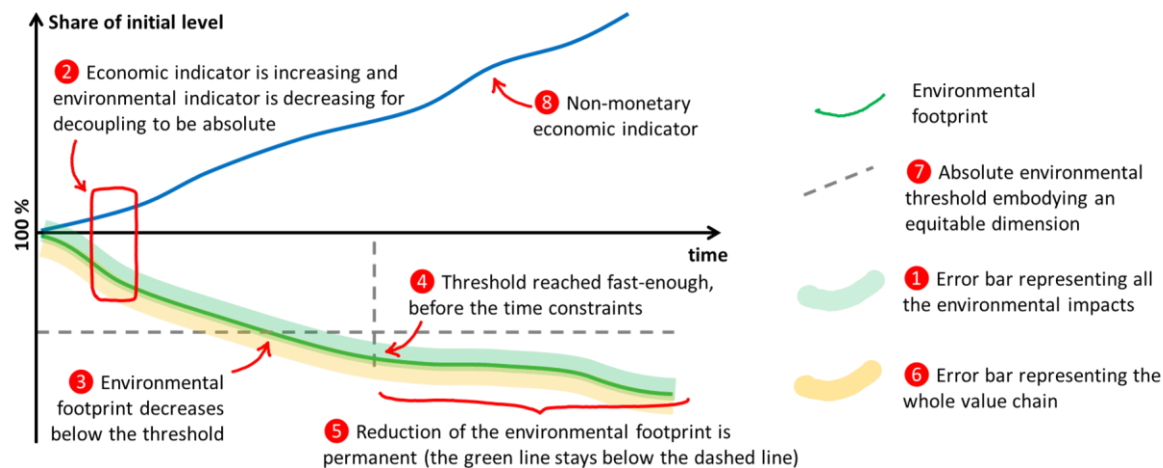 Share of initial level
2 Economic indicator is increasing and
environmental indicator is decreasing for
decoupling to be absolute
8 Non-monetary
economic indicator
100 %
time
4 Threshold reached fast-enough,
before the time constraints
3 Environmental
footprint decreases
below the threshold
5 Reduction of the environmental footprint is
permanent (the green line stays below the dashed line)
Environmental
footprint
7 Absolute environmental
threshold embodying an
equitable dimension
1 Error bar representing all
the environmental impacts
6 Error bar representing the
whole value chain